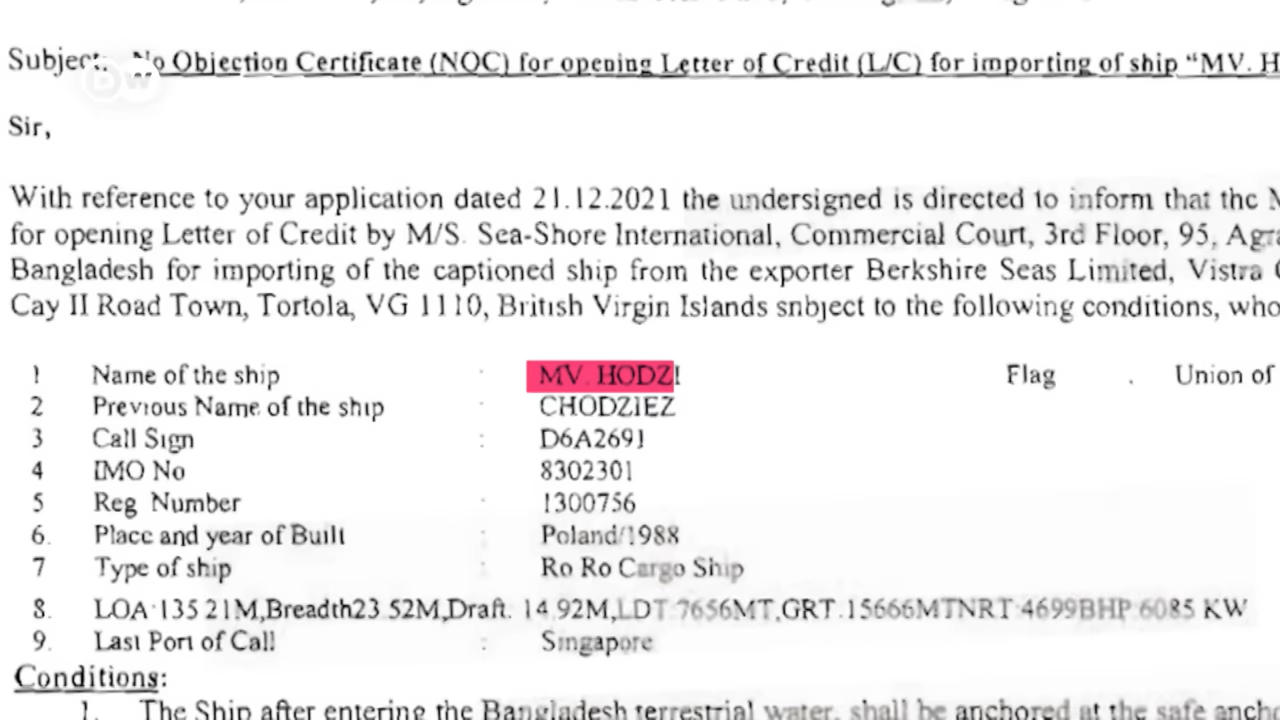 Subject: No Objection Certificate (NOC) for opening Letter of Credit (L/C) for importing of ship “MV. H
DW
Sir,
With reference to your application dated 21.12.2021 the undersigned is directed to inform that the N
for opening Letter of Credit by M/S. Sea-Shore International, Commercial Court, 3rd Floor, 95, Agra
Bangladesh for importing of the captioned ship from the exporter Berkshire Seas Limited, Vistra C
Cay II Road Town, Tortola, VG 1110, British Virgin Islands snbject to the following conditions, who
1 Name of the ship : MV. HODZI Flag . Union of
2 Previous Name of the ship : CHODZIEZ
3 Call Sign : D6A2691
4 IMO No 8302301
5 Reg Number : 1300756
6. Place and year of Built : Poland/1988
7 Type of ship : Ro Ro Cargo Ship
8. LOA 135 21M,Breadth23 52M,Draft. 14.92M,LDT 7656MT,GRT.15666MTNRT 4699BHP 6085 KW
9. Last Port of Call : Singapore
Conditions:
1. The Ship after entering the Bangladesh terrestrial water, shall be anchored at the safe ancho